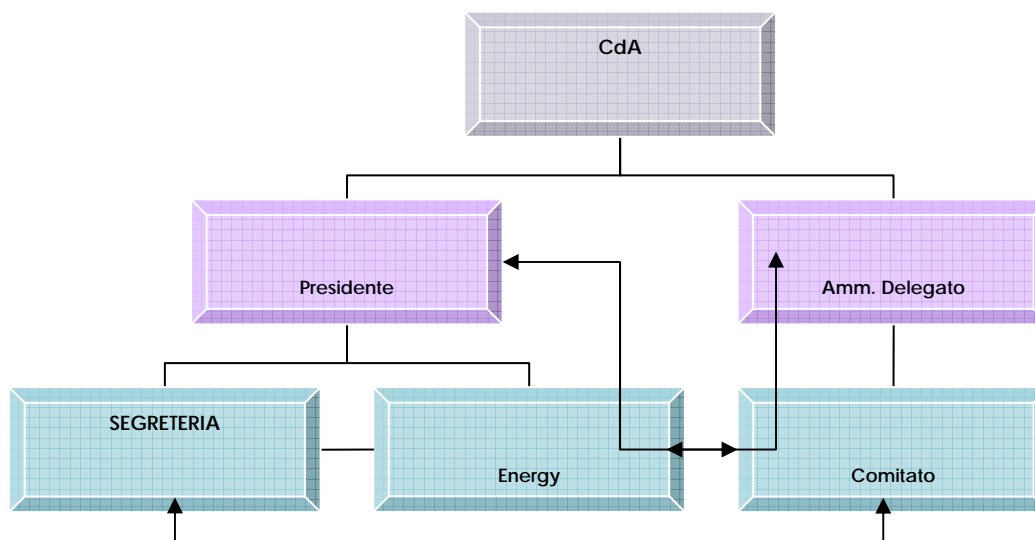 CdA
Presidente
Amm. Delegato
SEGRETERIA
Energy
Comitato